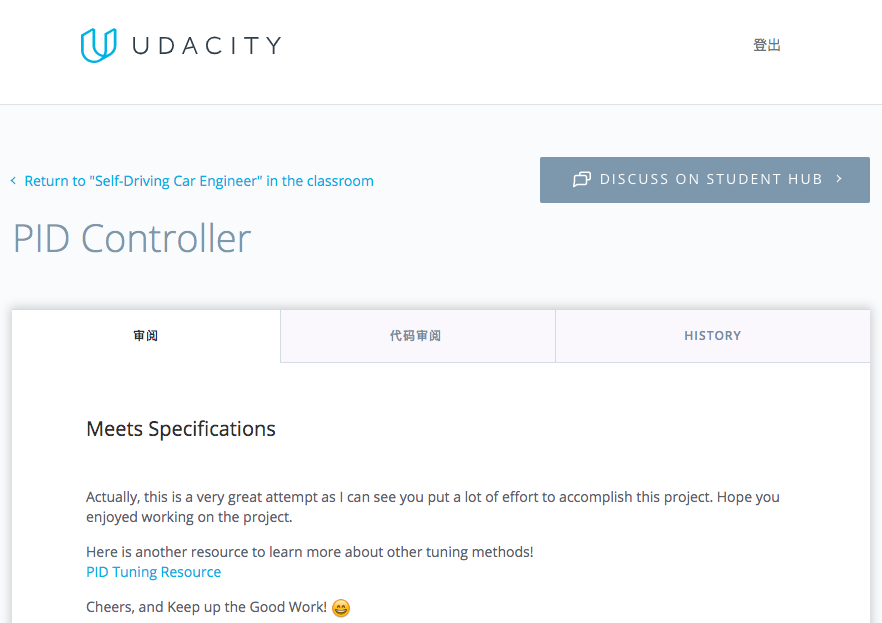 UDACITY
登出
Return to "Self-Driving Car Engineer" in the classroom
DISCUSS ON STUDENT HUB
PID Controller
审阅
代码审阅
HISTORY
Meets Specifications
Actually, this is a very great attempt as I can see you put a lot of effort to accomplish this project. Hope you
enjoyed working on the project.
Here is another resource to learn more about other tuning methods!
PID Tuning Resource
Cheers, and Keep up the Good Work! 😄